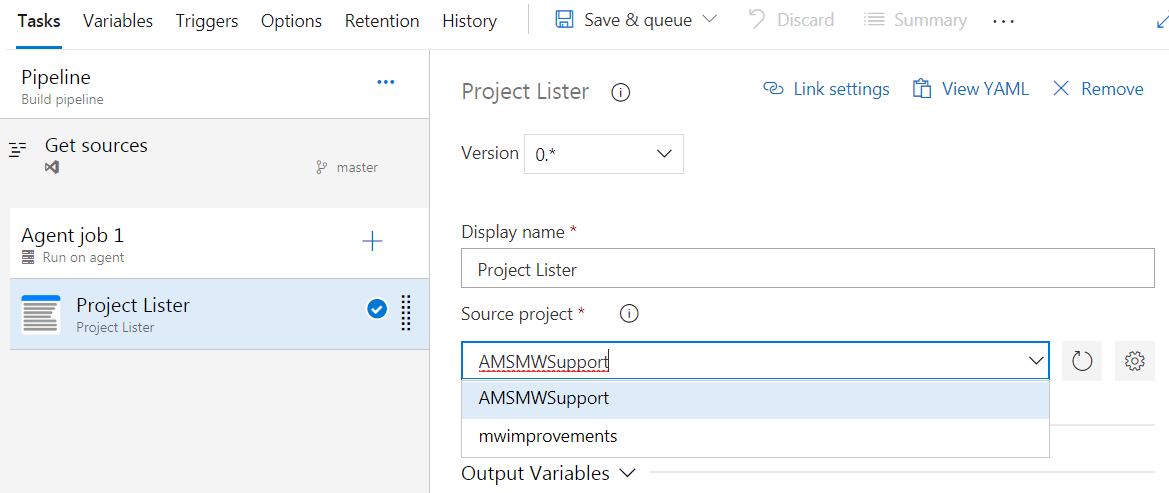 Tasks Variables Triggers Options Retention History Save & queue Discard Summary ...
Pipeline
Build pipeline
Get sources
master
Agent job 1
Run on agent
Project Lister
Project Lister
Project Lister
Link settings View YAML Remove
Version 0.*
Display name *
Project Lister
Source project *
AMSMWSupport
AMSMWSupport
mwimprovements
Output Variables